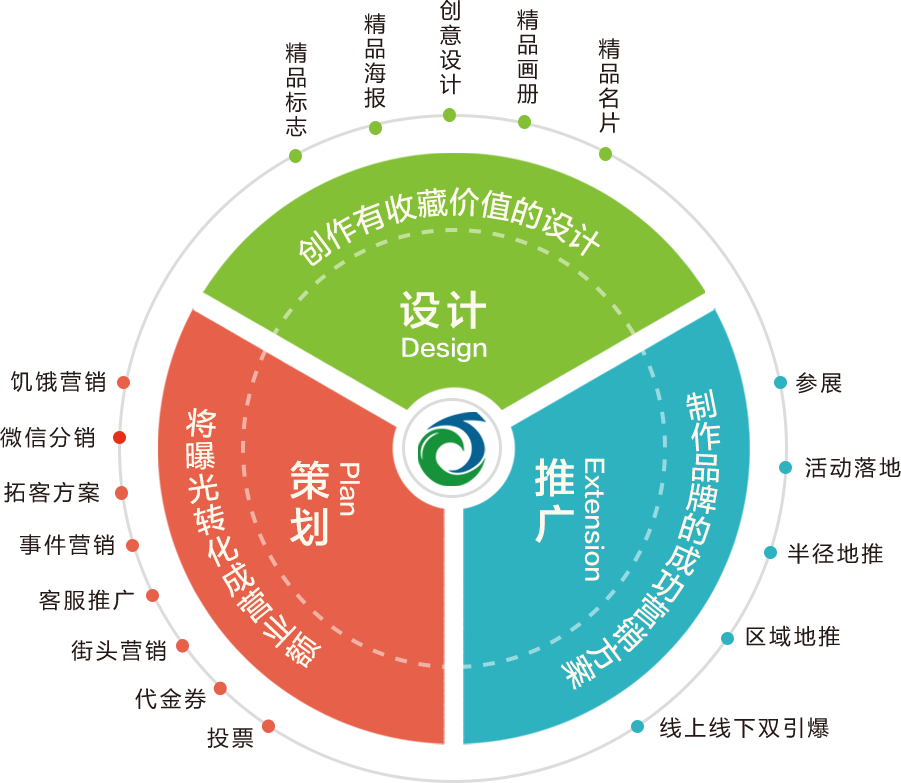 精品标志
精品海报
创意设计
精品画册
精品名片
创作有收藏价值的设计
设计
Design
饥饿营销
微信分销
拓客方案
事件营销
客服推广
街头营销
代金券
投票
将曝光转化成营业额
策划
Plan
推广
Extension
制作品牌的成功营销方案
参展
活动落地
半径地推
区域地推
线上线下双引爆